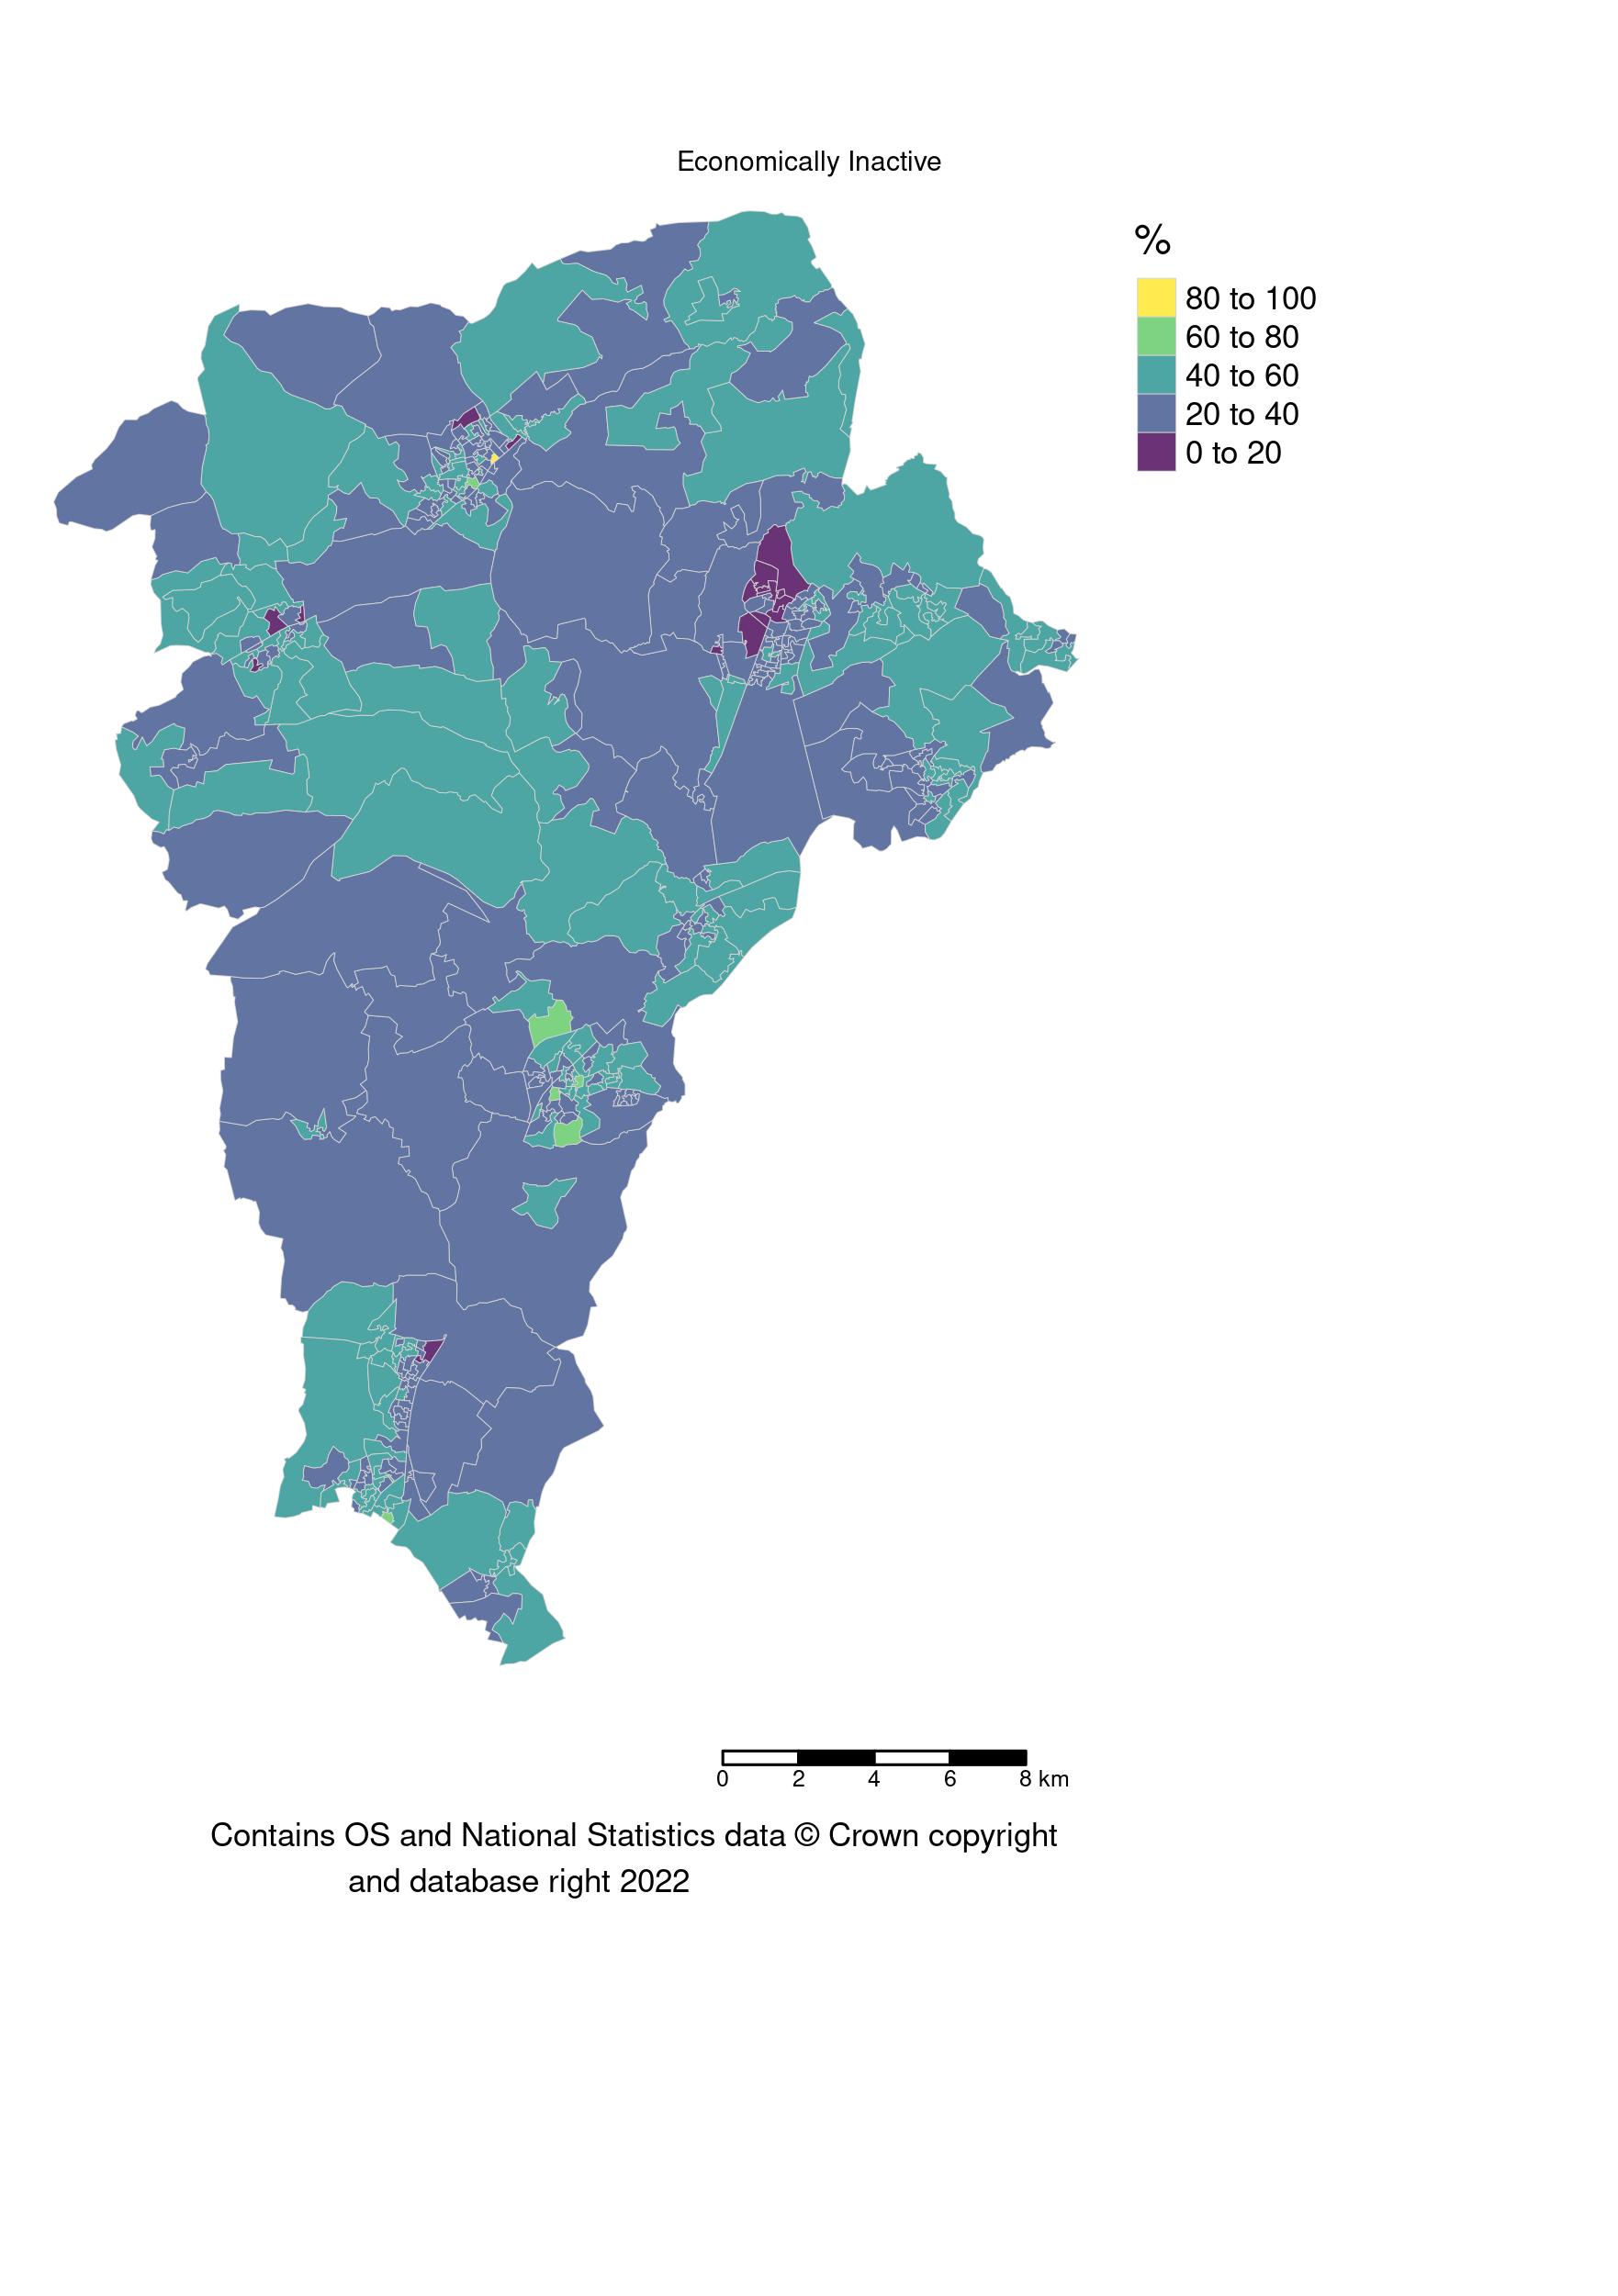 Economically Inactive
%
80 to 100
60 to 80
40 to 60
20 to 40
0 to 20
0 2 4 6 8 km
Contains OS and National Statistics data © Crown copyright
and database right 2022